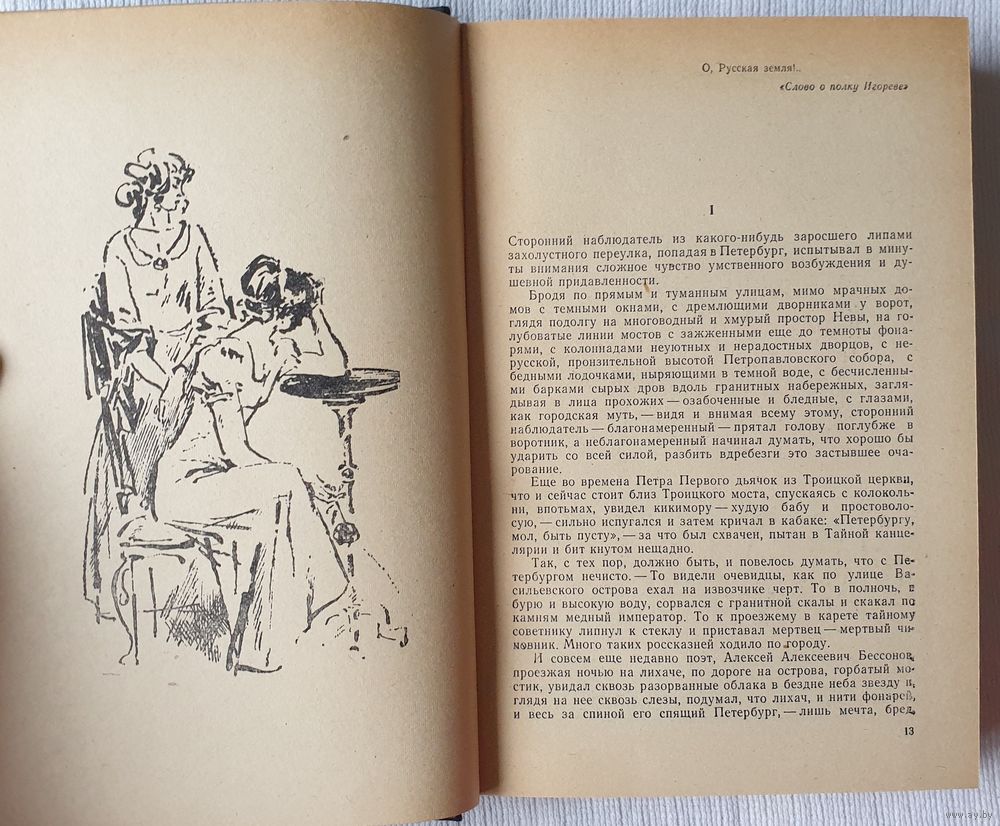 О, Русская земля!..
«Слово о полку Игореве»
I
Сторонний наблюдатель из какого-нибудь заросшего липами
захолустного переулка, попадая в Петербург, испытывал в мину-
ты внимания сложное чувство умственного возбуждения и ду-
шевной придавленности.
Бродя по прямым и туманным улицам, мимо мрачных до-
мов с темными окнами, с дремлющими дворниками у ворот,
глядя подолгу на многоводный и хмурый простор Невы, на го-
лубоватые линии мостов с зажженными еще до темноты фона-
рями, с колоннадами неуютных и нерадостных дворцов, с не-
русской, пронзительной высотой Петропавловского собора, с
бедными лодочками, ныряющими в темной воде, с бесчисленны-
ми барками сырых дров вдоль гранитных набережных, загля-
дывая в лица прохожих — озабоченные и бледные, с глазами,
как городская муть, — видя и внимая всему этому, сторонний
наблюдатель — благонамеренный — прятал голову поглубже в
воротник, а неблагонамеренный начинал думать, что хорошо бы
ударить со всей силой, разбить вдребезги это застывшее оча-
рование.
Еще во времена Петра Первого дьячок из Троицкой церкви,
что и сейчас стоит близ Троицкого моста, спускаясь с колоколь-
ни, впотьмах, увидел кикимору — худую бабу и простоволо-
сую, — сильно испугался и затем кричал в кабаке: «Петербургу,
мол, быть пусту», — за что был схвачен, пытан в Тайной канце-
лярии и бит кнутом нещадно.
Так, с тех пор, должно быть, и повелось думать, что с Пе-
тербургом нечисто. — То видели очевидцы, как по улице Ва-
сильевского острова ехал на извозчике черт. То в полночь, в
бурю и высокую воду, сорвался с гранитной скалы и скакал по
камням медный император. То к проезжему в карете тайному
советнику липнул к стеклу и приставал мертвец — мертвый чи-
новник. Много таких россказней ходило по городу.
И совсем еще недавно поэт, Алексей Алексеевич Бессонов,
проезжая ночью на лихаче, по дороге на острова, горбатый мо-
стик, увидал сквозь разорванные облака в бездне неба звезду и,
глядя на нее сквозь слезы, подумал, что лихач, и нити фонарей,
и весь за спиной его спящий Петербург, — лишь мечта, бред,
13
www.ay.by